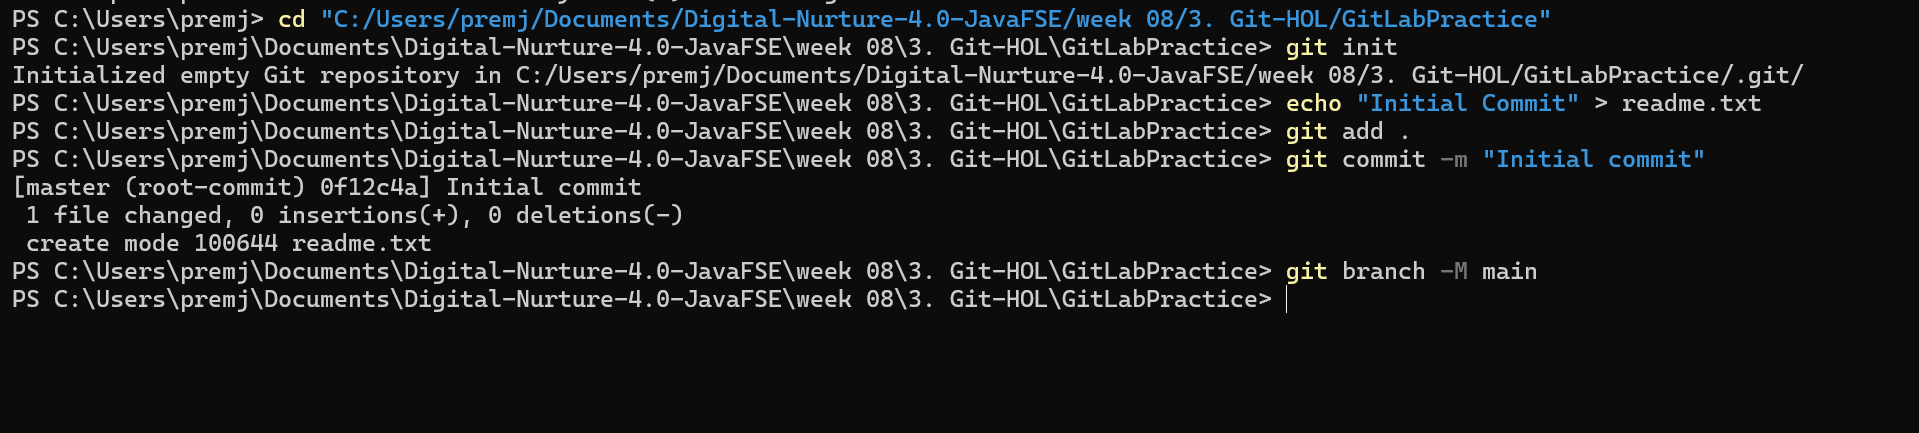 PS C:\Users\premj> cd "C:/Users/premj/Documents/Digital-Nurture-4.0-JavaFSE/week 08/3. Git-HOL/GitLabPractice"
PS C:\Users\premj\Documents\Digital-Nurture-4.0-JavaFSE\week 08\3. Git-HOL\GitLabPractice> git init
Initialized empty Git repository in C:/Users/premj/Documents/Digital-Nurture-4.0-JavaFSE/week 08/3. Git-HOL/GitLabPractice/.git/
PS C:\Users\premj\Documents\Digital-Nurture-4.0-JavaFSE\week 08\3. Git-HOL\GitLabPractice> echo "Initial Commit" > readme.txt
PS C:\Users\premj\Documents\Digital-Nurture-4.0-JavaFSE\week 08\3. Git-HOL\GitLabPractice> git add .
PS C:\Users\premj\Documents\Digital-Nurture-4.0-JavaFSE\week 08\3. Git-HOL\GitLabPractice> git commit -m "Initial commit"
[master (root-commit) 0f12c4a] Initial commit
 1 file changed, 0 insertions(+), 0 deletions(-)
 create mode 100644 readme.txt
PS C:\Users\premj\Documents\Digital-Nurture-4.0-JavaFSE\week 08\3. Git-HOL\GitLabPractice> git branch -M main
PS C:\Users\premj\Documents\Digital-Nurture-4.0-JavaFSE\week 08\3. Git-HOL\GitLabPractice>